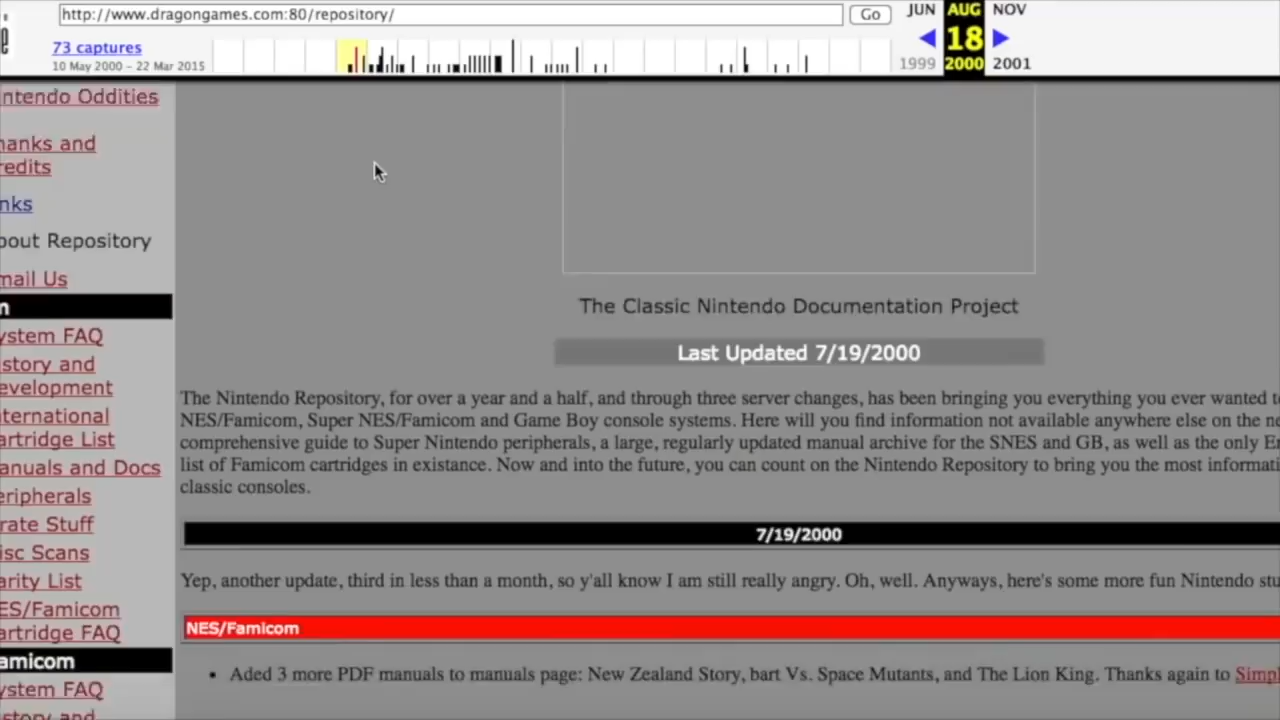 http://www.dragongames.com:80/repository/
Go
JUN AUG NOV
73 captures
18
10 May 2000 – 22 Mar 2015
1999 2000 2001
ntendo Oddities
hanks and
redits
nks
bout Repository
mail Us
m
ystem FAQ
istory and
evelopment
nternational
artridge List
anuals and Docs
eripherals
irate Stuff
isc Scans
arity List
ES/Famicom
artridge FAQ
amicom
ystem FAQ
istory and
The Classic Nintendo Documentation Project
Last Updated 7/19/2000
The Nintendo Repository, for over a year and a half, and through three server changes, has been bringing you everything you ever wanted t
NES/Famicom, Super NES/Famicom and Game Boy console systems. Here will you find information not available anywhere else on the ne
comprehensive guide to Super Nintendo peripherals, a large, regularly updated manual archive for the SNES and GB, as well as the only E
list of Famicom cartridges in existance. Now and into the future, you can count on the Nintendo Repository to bring you the most informati
classic consoles.
7/19/2000
Yep, another update, third in less than a month, so y'all know I am still really angry. Oh, well. Anyways, here's some more fun Nintendo stu
NES/Famicom
• Aded 3 more PDF manuals to manuals page: New Zealand Story, bart Vs. Space Mutants, and The Lion King. Thanks again to Simpl